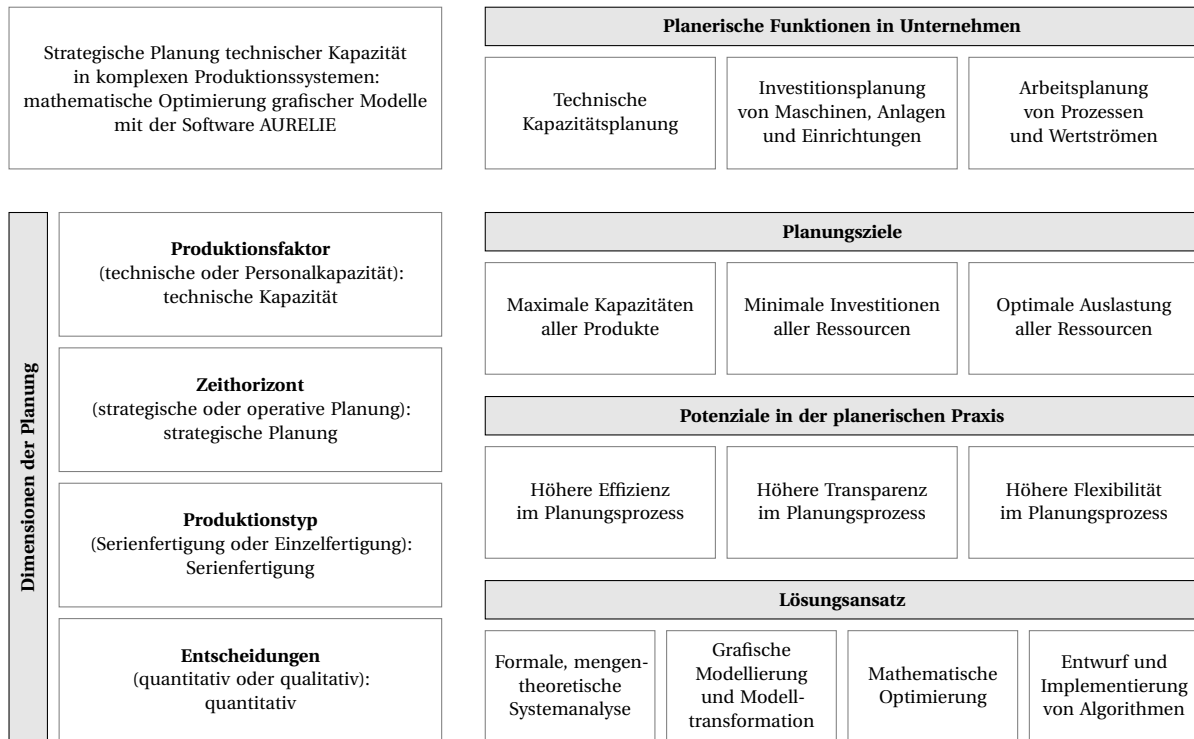 Strategische Planung technischer Kapazität
in komplexen Produktionssystemen:
mathematische Optimierung grafischer Modelle
mit der Software AURELIE
Planerische Funktionen in Unternehmen
Technische
Kapazitätsplanung
Investitionsplanung
von Maschinen, Anlagen
und Einrichtungen
Arbeitsplanung
von Prozessen
und Wertströmen
Dimensionen der Planung
Produktionsfaktor
(technische oder Personalkapazität):
technische Kapazität
Zeithorizont
(strategische oder operative Planung):
strategische Planung
Produktionstyp
(Serienfertigung oder Einzelfertigung):
Serienfertigung
Entscheidungen
(quantitativ oder qualitativ):
quantitativ
Planungsziele
Maximale Kapazitäten
aller Produkte
Minimale Investitionen
aller Ressourcen
Optimale Auslastung
aller Ressourcen
Potenziale in der planerischen Praxis
Höhere Effizienz
im Planungsprozess
Höhere Transparenz
im Planungsprozess
Höhere Flexibilität
im Planungsprozess
Lösungsansatz
Formale, mengen-
theoretische
Systemanalyse
Grafische
Modellierung
und Modell-
transformation
Mathematische
Optimierung
Entwurf und
Implementierung
von Algorithmen